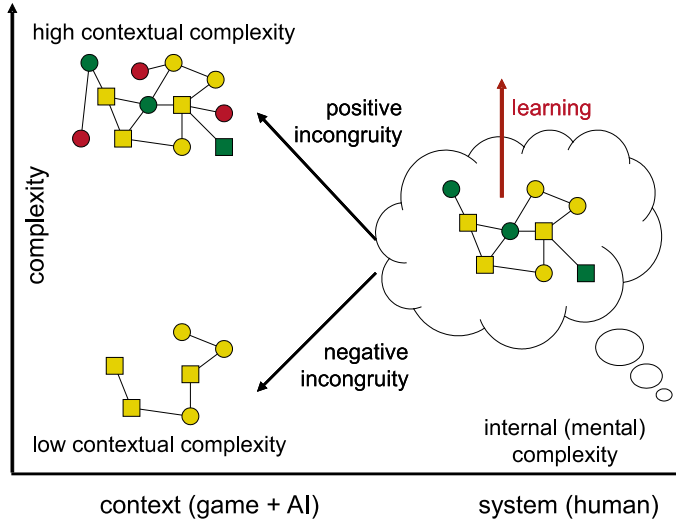 high contextual complexity
positive
incongruity
learning
complexity
negative
incongruity
low contextual complexity
internal (mental)
complexity
context (game + AI)
system (human)